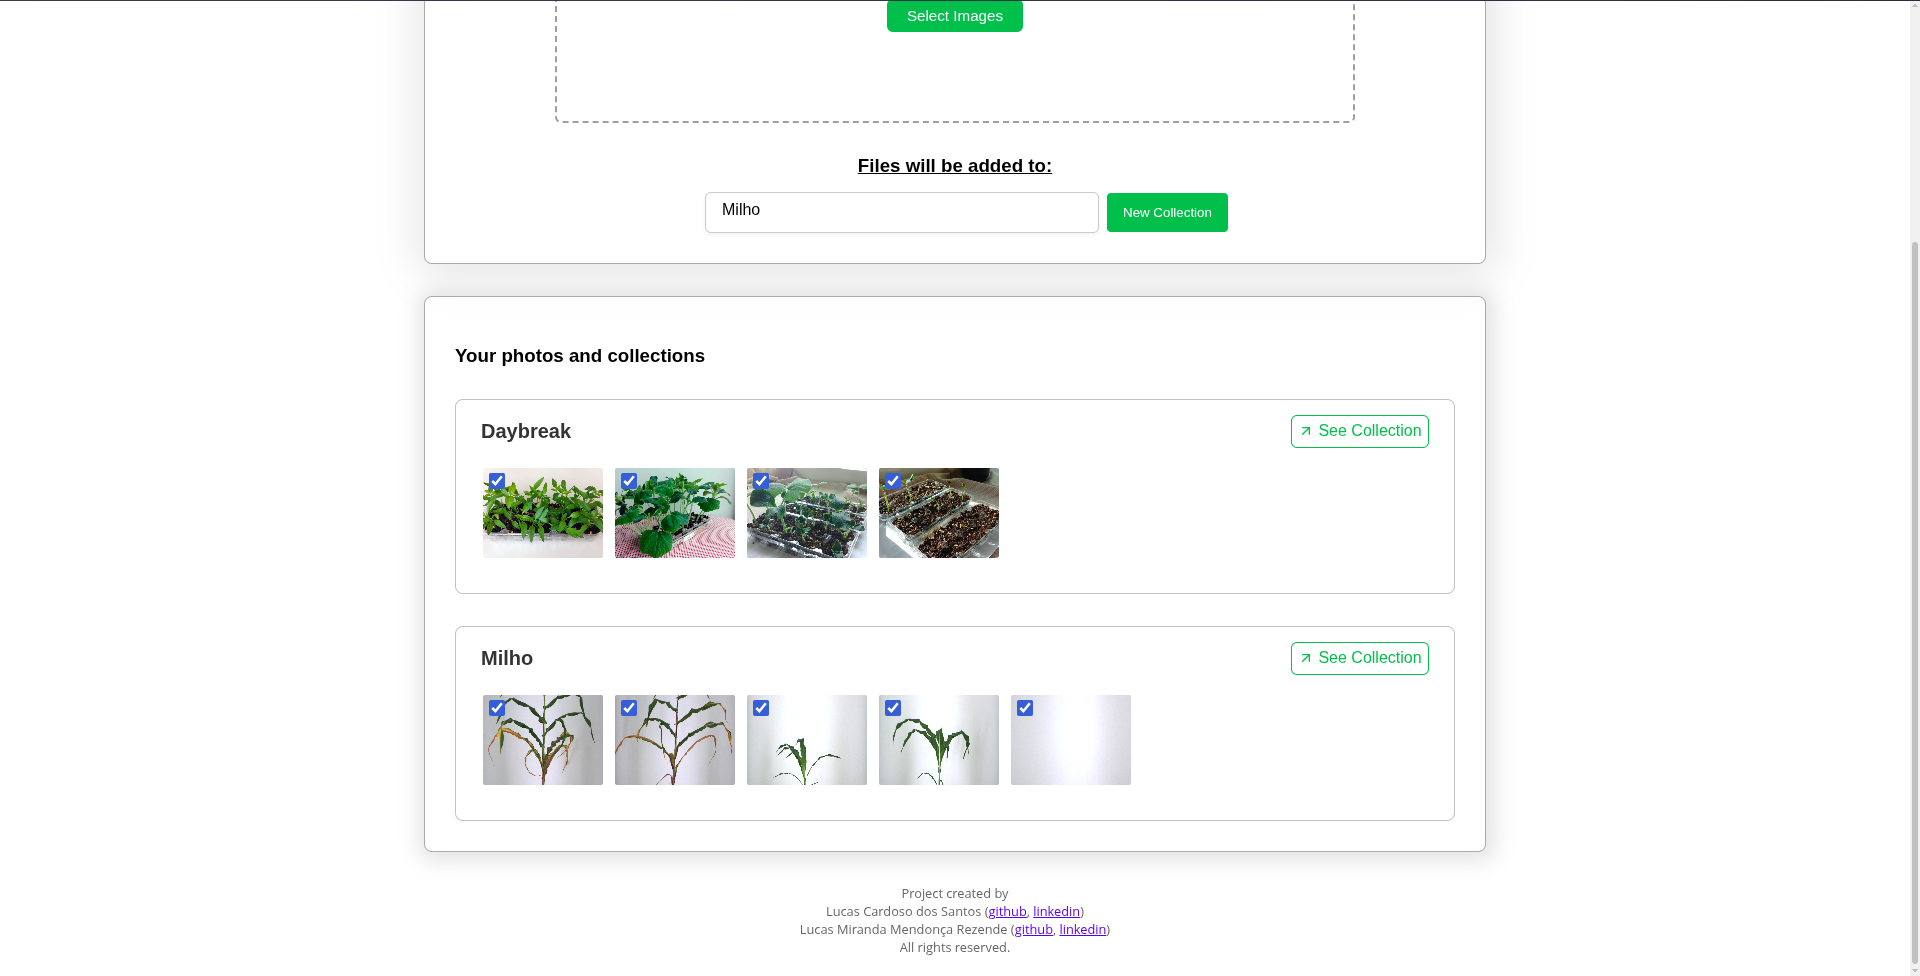 Select Images
Files will be added to:
Milho
New Collection
Your photos and collections
Daybreak
See Collection
Milho
See Collection
Project created by
Lucas Cardoso dos Santos (github, linkedin)
Lucas Miranda Mendonça Rezende (github, linkedin)
All rights reserved.